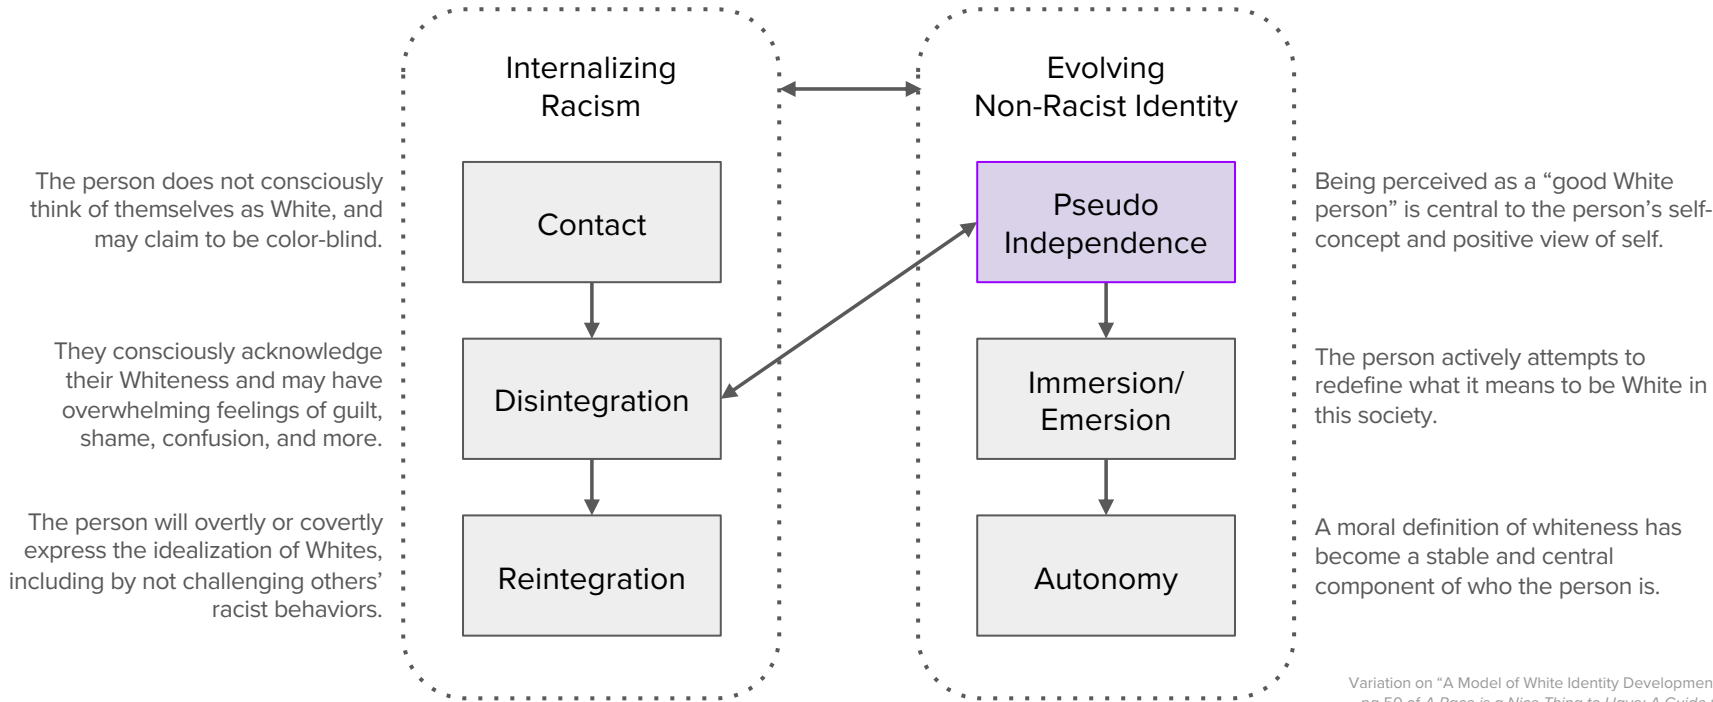 Internalizing
Racism
Evolving
Non-Racist Identity
The person does not consciously
think of themselves as White, and
may claim to be color-blind.
Contact
Pseudo
Independence
Being perceived as a “good White
person” is central to the person’s self-
concept and positive view of self.
They consciously acknowledge
their Whiteness and may have
overwhelming feelings of guilt,
shame, confusion, and more.
Disintegration
Immersion/
Emersion
The person actively attempts to
redefine what it means to be White in
this society.
The person will overtly or covertly
express the idealization of Whites,
including by not challenging others’
racist behaviors.
Reintegration
Autonomy
A moral definition of whiteness has
become a stable and central
component of who the person is.
Variation on “A Model of White Identity